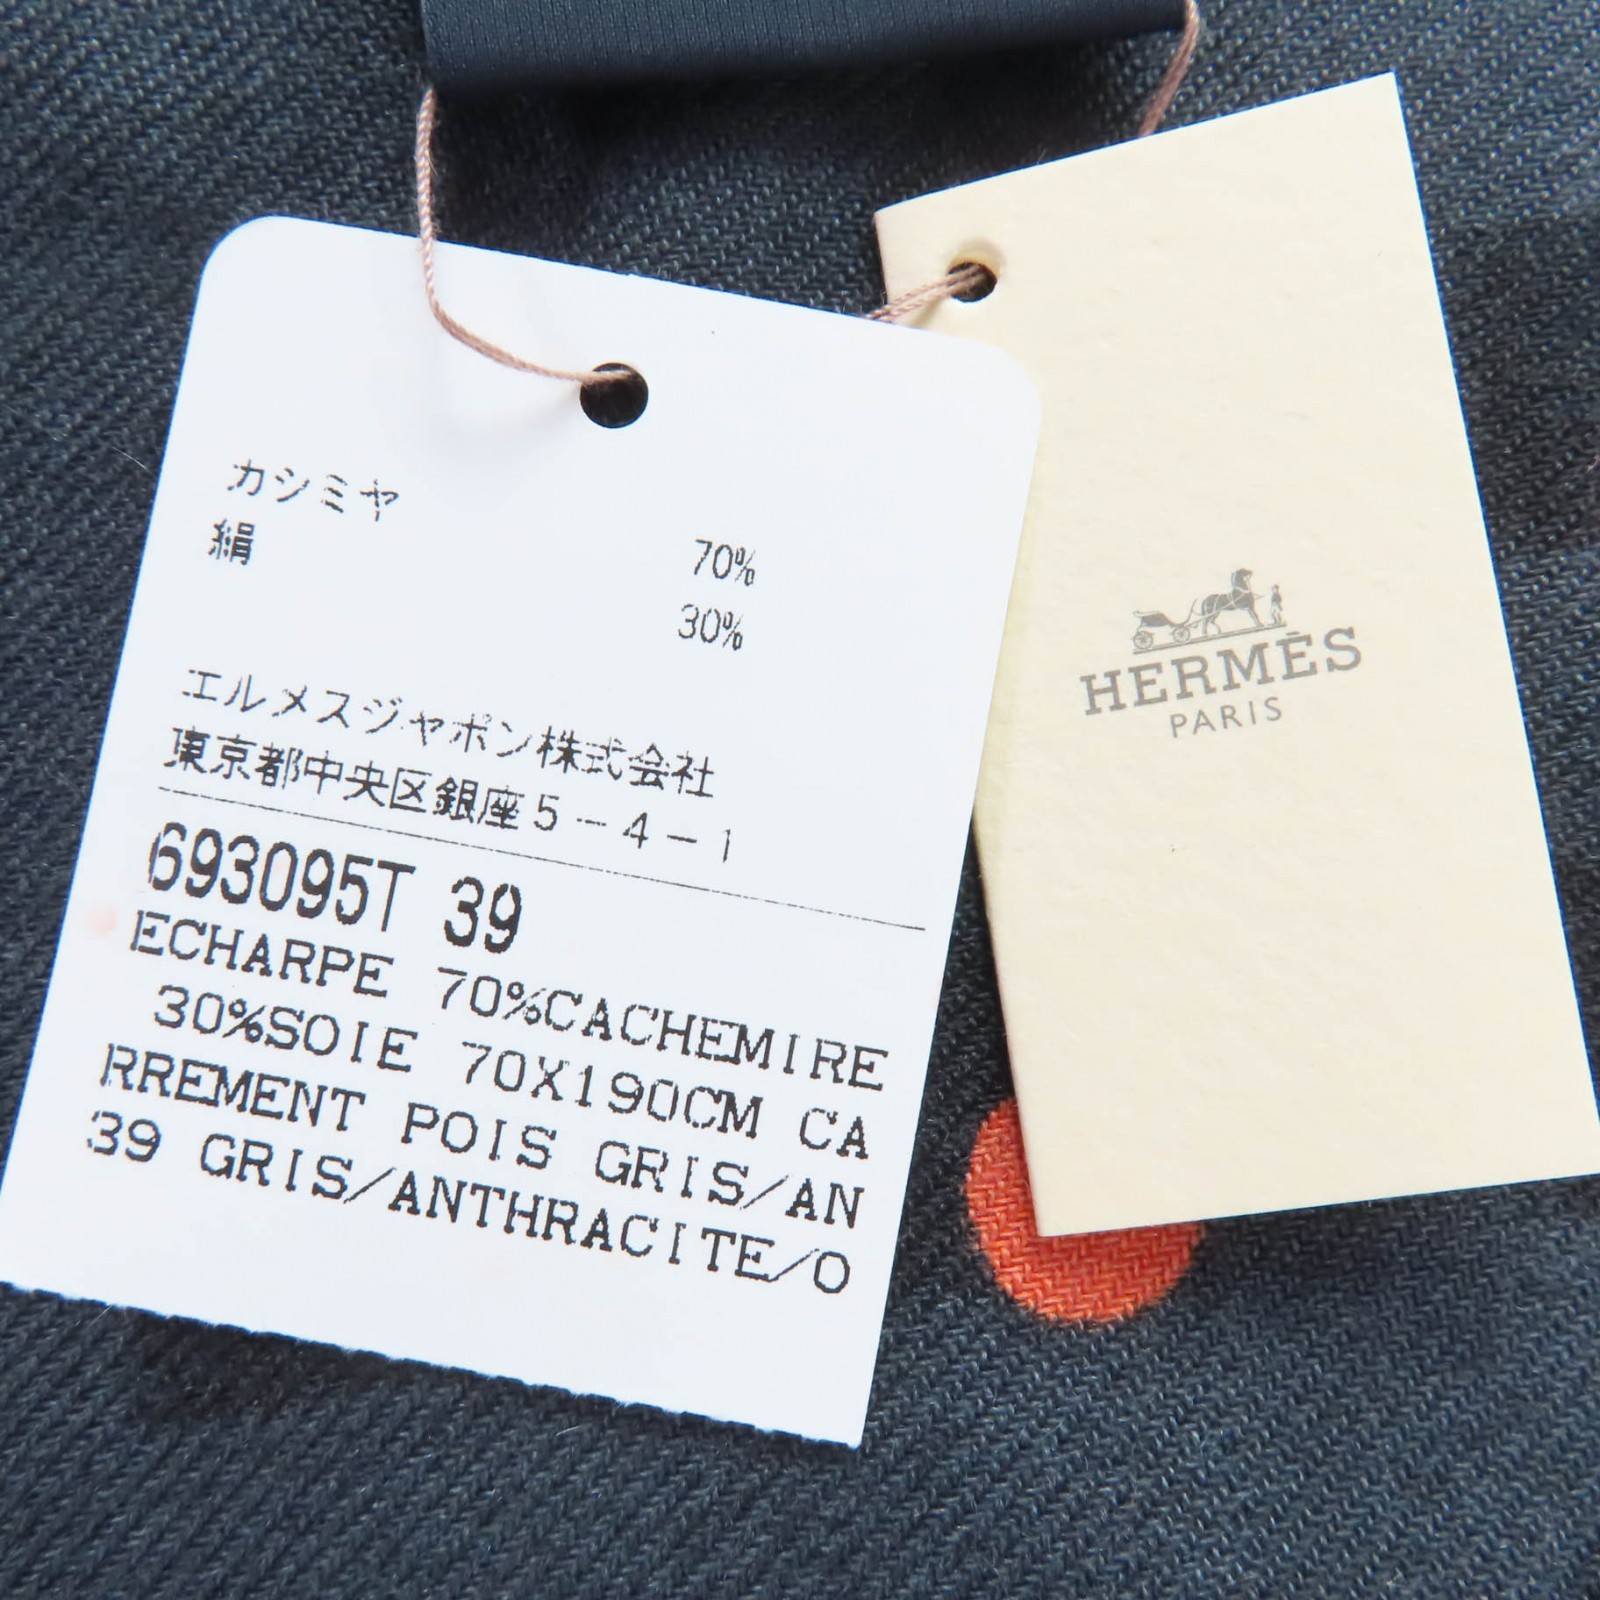 カシミヤ 70%
絹 30%
エルメスジャポン株式会社
東京都中央区銀座5-4-1
693095T 39
ECHARPE 70%CACHEMIRE
30%SOIE 70X190CM CA
RREMENT POIS GRIS/AN
39 GRIS/ANTHRACITE/O
HERMÈS
PARIS